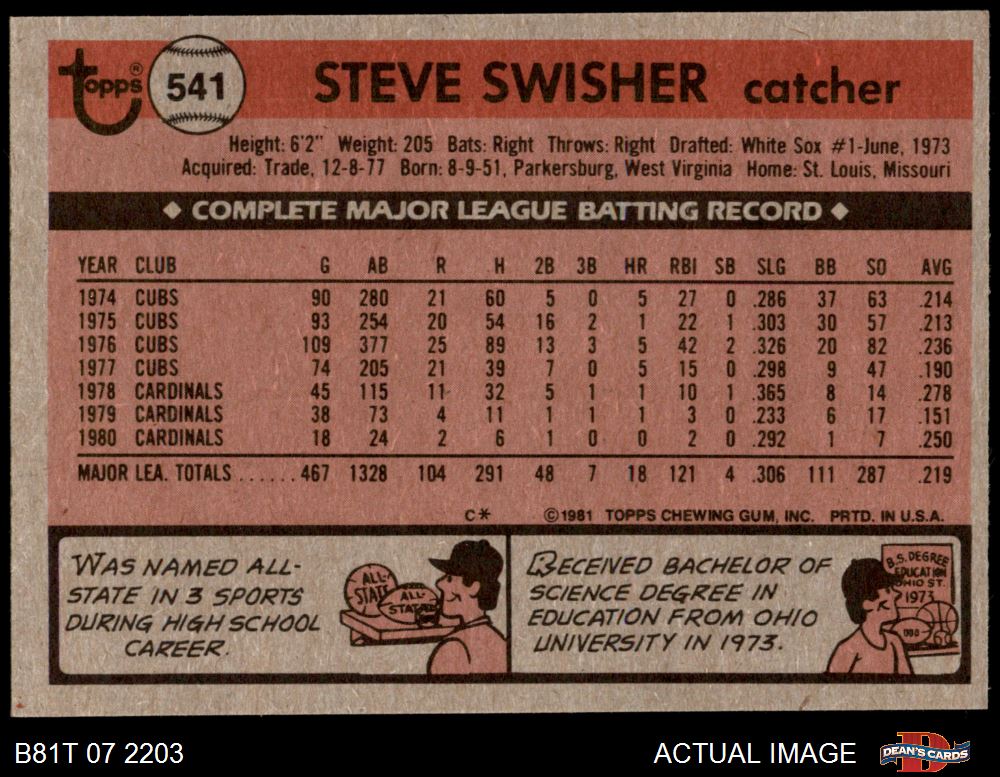 Topps® 541 STEVE SWISHER catcher
Height: 6'2" Weight: 205 Bats: Right Throws: Right Drafted: White Sox #1-June, 1973
Acquired: Trade, 12-8-77 Born: 8-9-51, Parkersburg, West Virginia Home: St. Louis, Missouri
◆ COMPLETE MAJOR LEAGUE BATTING RECORD ◆
YEAR CLUB G AB R H 2B 3B HR RBI SB SLG BB SO AVG
1974 CUBS 90 280 21 60 5 0 5 27 0 .286 37 63 .214
1975 CUBS 93 254 20 54 16 2 1 22 1 .303 30 57 .213
1976 CUBS 109 377 25 89 13 3 5 42 2 .326 20 82 .236
1977 CUBS 74 205 21 39 7 0 5 15 0 .298 9 47 .190
1978 CARDINALS 45 115 11 32 5 1 1 10 1 .365 8 14 .278
1979 CARDINALS 38 73 4 11 1 1 1 3 0 .233 6 17 .151
1980 CARDINALS 18 24 2 6 1 0 0 2 0 .292 1 7 .250
MAJOR LEA. TOTALS ...... 467 1328 104 291 48 7 18 121 4 .306 111 287 .219
C* ©1981 TOPPS CHEWING GUM, INC. PRTD. IN U.S.A.
WAS NAMED ALL-
STATE IN 3 SPORTS
DURING HIGH SCHOOL
CAREER.
ALL-
STATE
ALL-
STATE
RECEIVED BACHELOR OF
SCIENCE DEGREE IN
EDUCATION FROM OHIO
UNIVERSITY IN 1973.
B.S. DEGREE
EDUCATION
OHIO ST.
1973
B81T 07 2203
ACTUAL IMAGE
DEAN'S CARDS